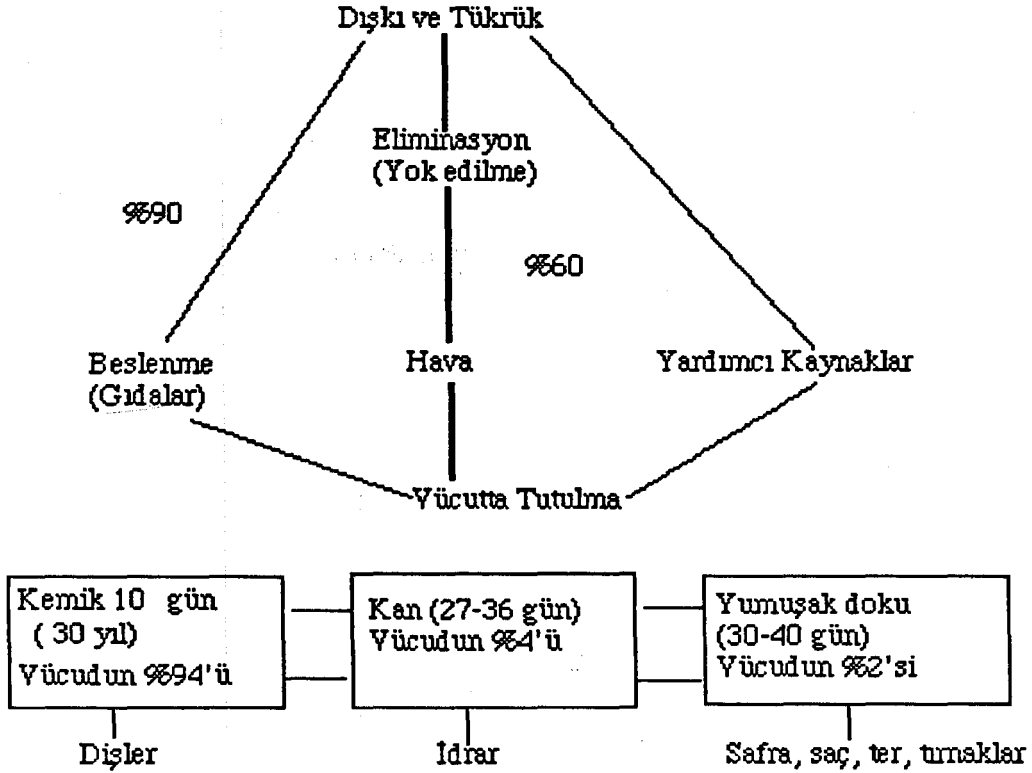 Dışkı ve Tükrük
Eliminasyon
(Yok edilme)
%90
%60
Beslenme
(Gıdalar)
Hava
Yardımcı Kaynaklar
Vücutta Tutulma
Kemik 10 gün
( 30 yıl)
Vücudun %94'ü
Kan (27-36 gün)
Vücudun %4'ü
Yumuşak doku
(30-40 gün)
Vücudun %2'si
Dişler
İdrar
Safra, saç, ter, tırnaklar